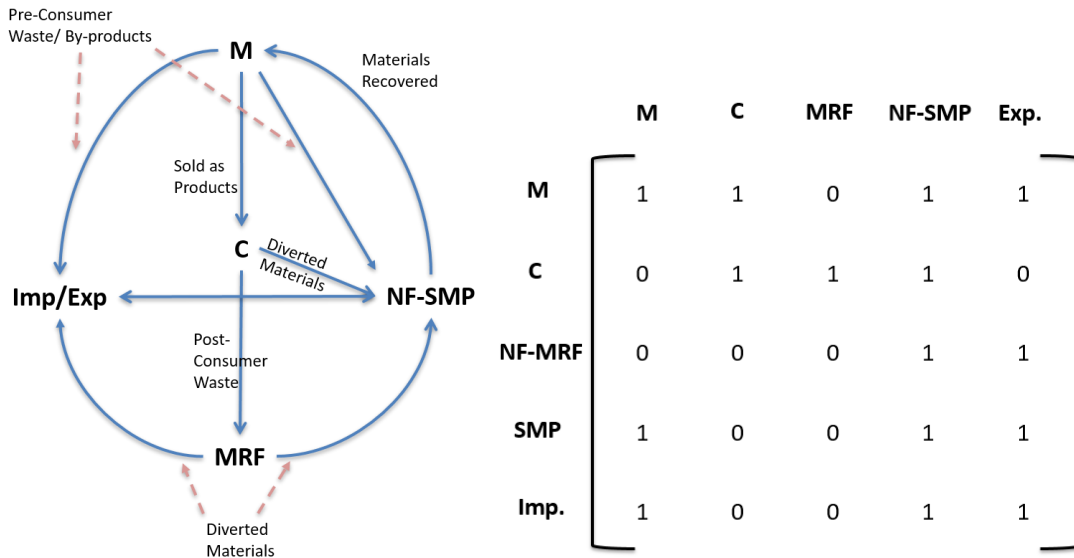 Pre-Consumer
Waste/ By-products
M
Materials
Recovered
Sold as
Products
C
Diverted
Materials
Imp/Exp
NF-SMP
Post-
Consumer
Waste
MRF
Diverted
Materials
M C MRF NF-SMP Exp.
M 1 1 0 1 1
C 0 1 1 1 0
NF-MRF 0 0 0 1 1
SMP 1 0 0 1 1
Imp. 1 0 0 1 1